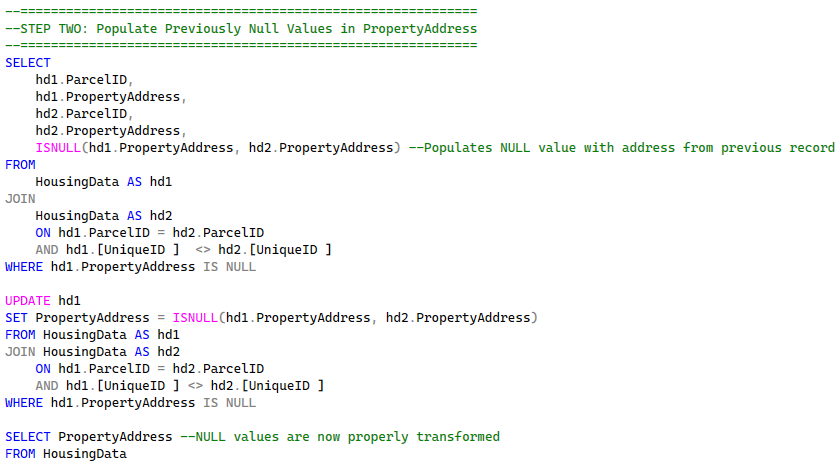 --============================================================
--STEP TWO: Populate Previously Null Values in PropertyAddress
--============================================================
SELECT
    hd1.ParcelID,
    hd1.PropertyAddress,
    hd2.ParcelID,
    hd2.PropertyAddress,
    ISNULL(hd1.PropertyAddress, hd2.PropertyAddress) --Populates NULL value with address from previous record
FROM
    HousingData AS hd1
JOIN
    HousingData AS hd2
    ON hd1.ParcelID = hd2.ParcelID
    AND hd1.[UniqueID ]  <> hd2.[UniqueID ]
WHERE hd1.PropertyAddress IS NULL

UPDATE hd1
SET PropertyAddress = ISNULL(hd1.PropertyAddress, hd2.PropertyAddress)
FROM HousingData AS hd1
JOIN HousingData AS hd2
    ON hd1.ParcelID = hd2.ParcelID
    AND hd1.[UniqueID ] <> hd2.[UniqueID ]
WHERE hd1.PropertyAddress IS NULL

SELECT PropertyAddress --NULL values are now properly transformed
FROM HousingData